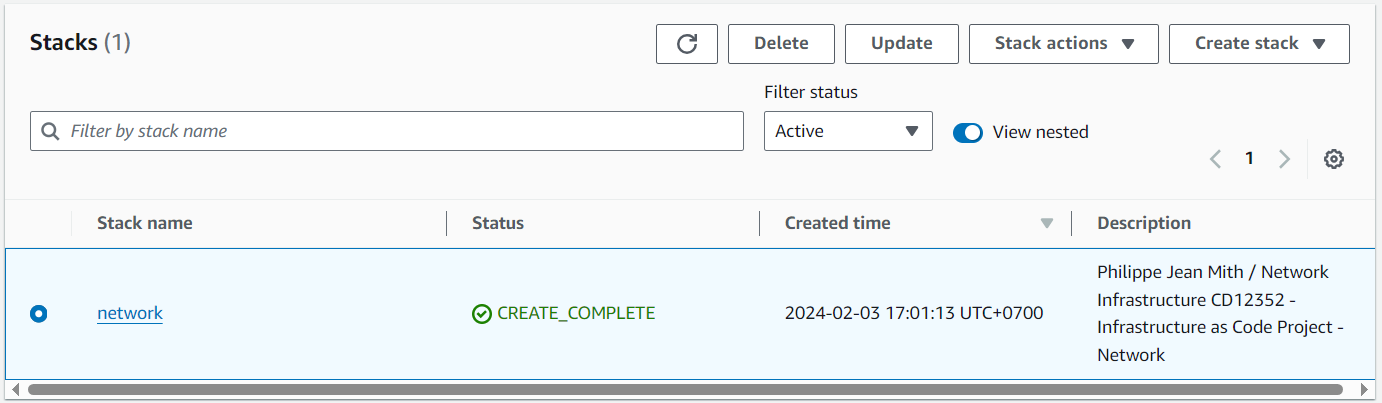 Stacks (1)
Delete
Update
Stack actions
Create stack
Filter status
Filter by stack name
Active
View nested
1
Stack name
Status
Created time
Description
network
CREATE_COMPLETE
2024-02-03 17:01:13 UTC+0700
Philippe Jean Mith / Network
Infrastructure CD12352 -
Infrastructure as Code Project -
Network